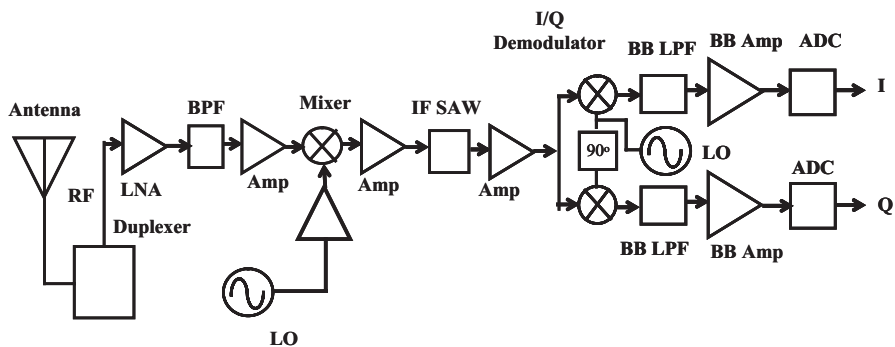 I/Q
Demodulator
BB LPF
BB Amp
ADC
I
Antenna
BPF
Mixer
IF SAW
90º
LO
RF
LNA
Amp
Amp
Amp
ADC
Q
Duplexer
BB LPF
BB Amp
LO